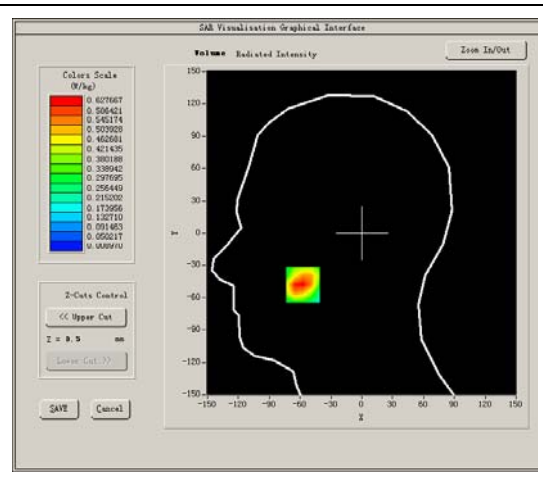 SAR Visualisation Graphical Interface
Volume Radiated Intensity
Zoom In/Out
Colors Scale
(W/kg)
0.627667
0.586421
0.545174
0.503928
0.462681
0.421435
0.380188
0.338942
0.297695
0.256449
0.215202
0.173956
0.132710
0.091463
0.050217
0.008970
150
120
90
60
30
Y
0
-30
-60
-90
-120
-150
-150 -120 -90 -60 -30 0 30 60 90 120 150
X
Z-Cuts Control
<< Upper Cut
Z = 0.5 mm
Lower Cut >>
SAVE
Cancel